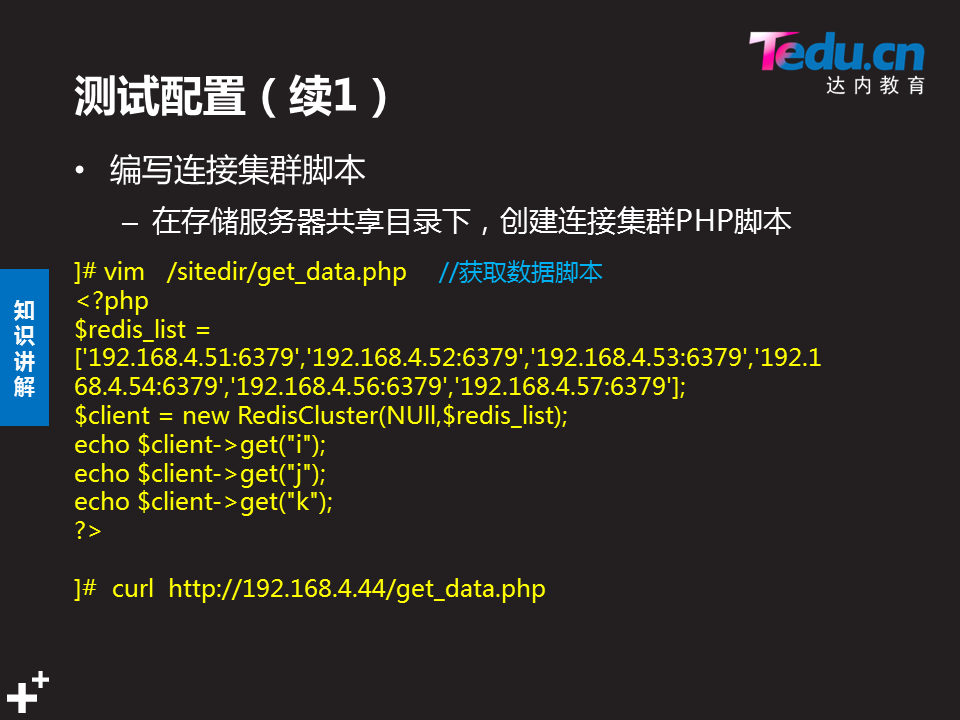 Tedu.cn
达内教育
测试配置（续1）
• 编写连接集群脚本
– 在存储服务器共享目录下，创建连接集群PHP脚本
]# vim /sitedir/get_data.php //获取数据脚本
<?php
$redis_list =
['192.168.4.51:6379','192.168.4.52:6379','192.168.4.53:6379','192.1
68.4.54:6379','192.168.4.56:6379','192.168.4.57:6379'];
$client = new RedisCluster(NUll,$redis_list);
echo $client->get("i");
echo $client->get("j");
echo $client->get("k");
?>
]# curl http://192.168.4.44/get_data.php
知
识
讲
解